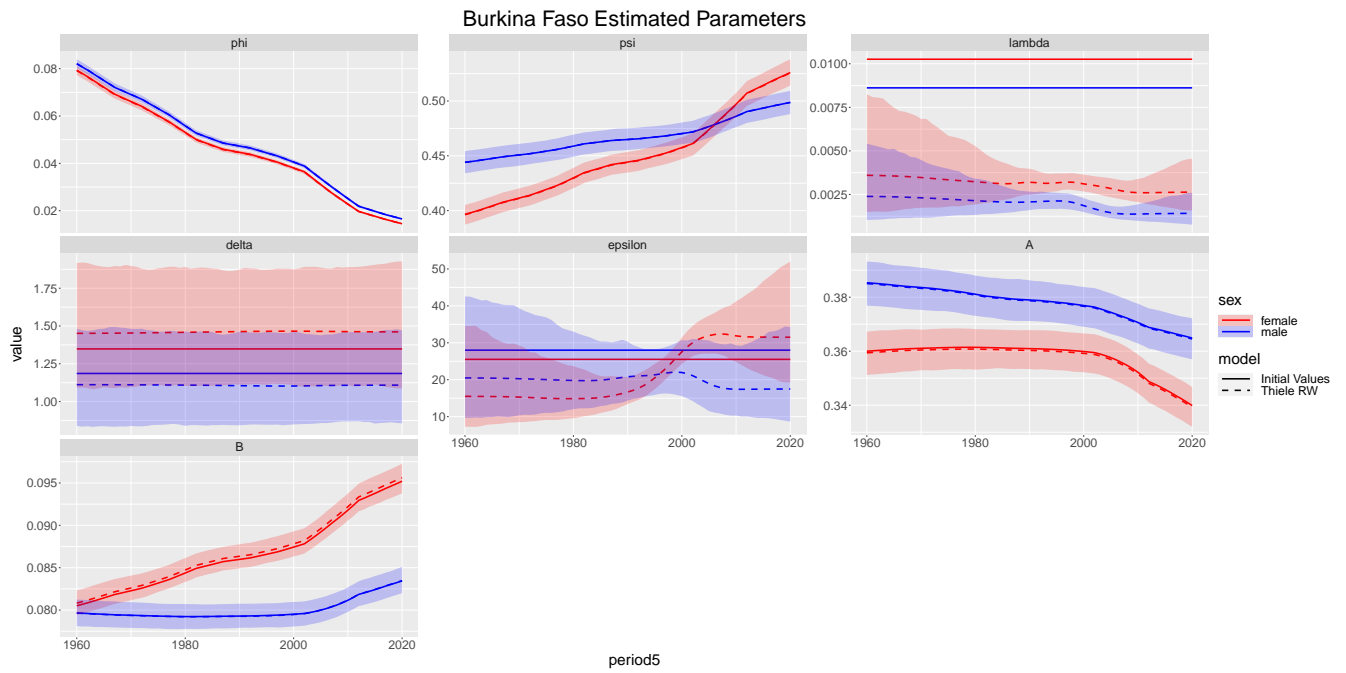 Burkina Faso Estimated Parameters
phi
psi
lambda
0.08
0.06
0.04
0.02
0.50
0.45
0.40
0.0100
0.0075
0.0050
0.0025
delta
epsilon
A
value
1.75
1.50
1.25
1.00
50
40
30
20
10
1960
1980
2000
2020
0.38
0.36
0.34
1960
1980
2000
2020
sex
female
male
model
Initial Values
Thiele RW
B
0.095
0.090
0.085
0.080
1960
1980
2000
2020
period5